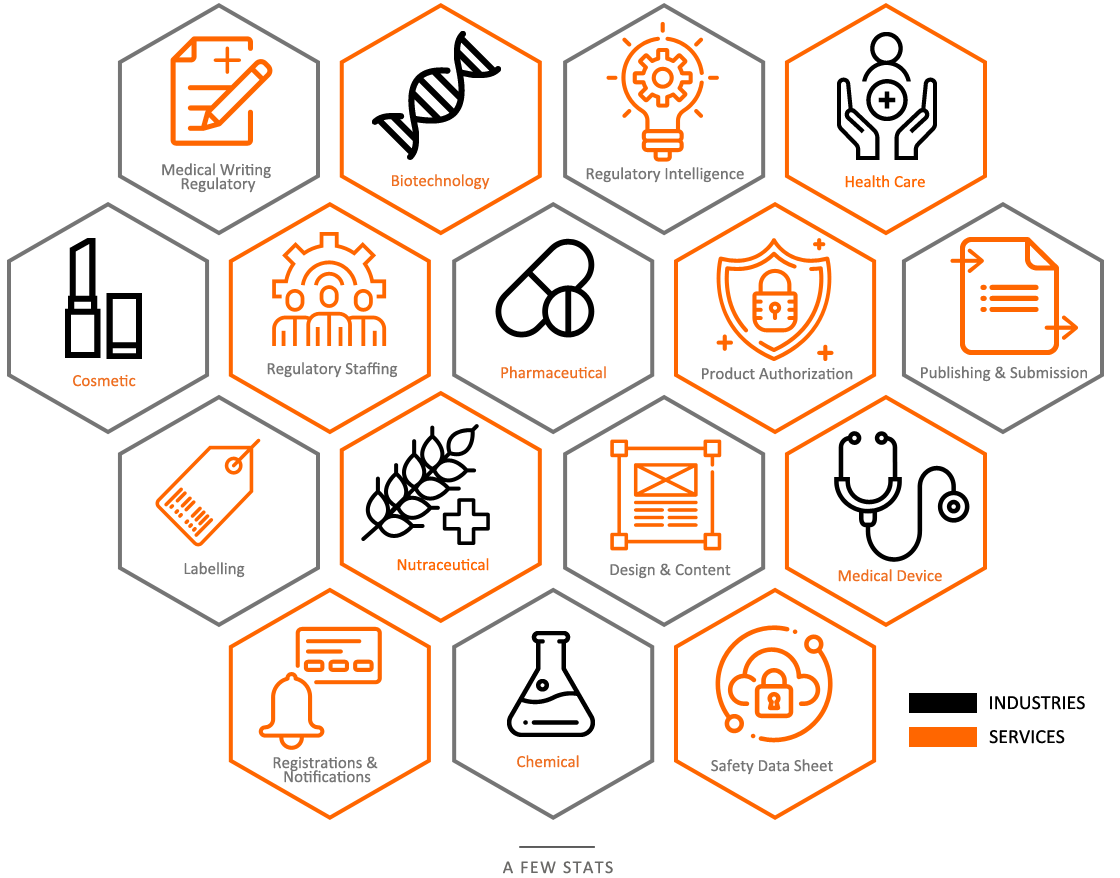 Medical Writing
Regulatory
Biotechnology
Regulatory Intelligence
Health Care
Cosmetic
Regulatory Staffing
Pharmaceutical
Product Authorization
Publishing & Submission
Labelling
Nutraceutical
Design & Content
Medical Device
Registrations &
Notifications
Chemical
Safety Data Sheet
INDUSTRIES
SERVICES
A FEW STATS